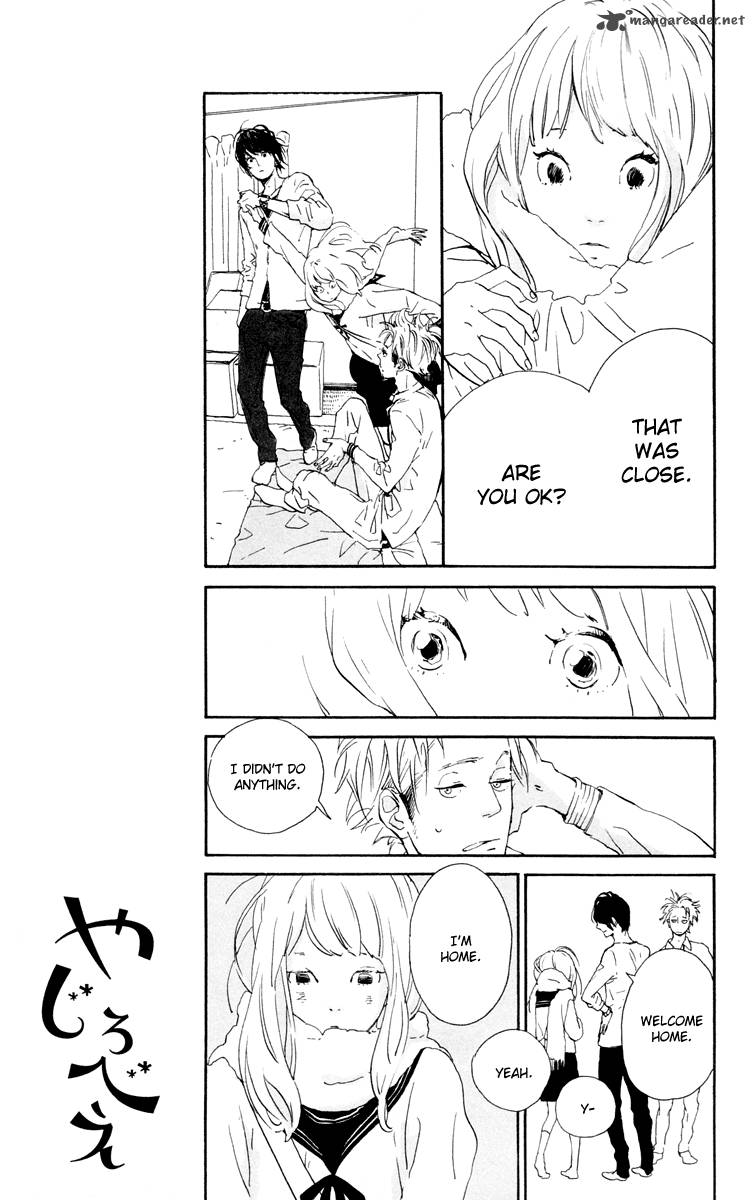 mangareader.net
THAT
WAS
CLOSE.
ARE
YOU OK?
I DIDN'T DO
ANYTHING.
WELCOME
HOME.
Y-
YEAH.
I'M
HOME.
やじろべえ